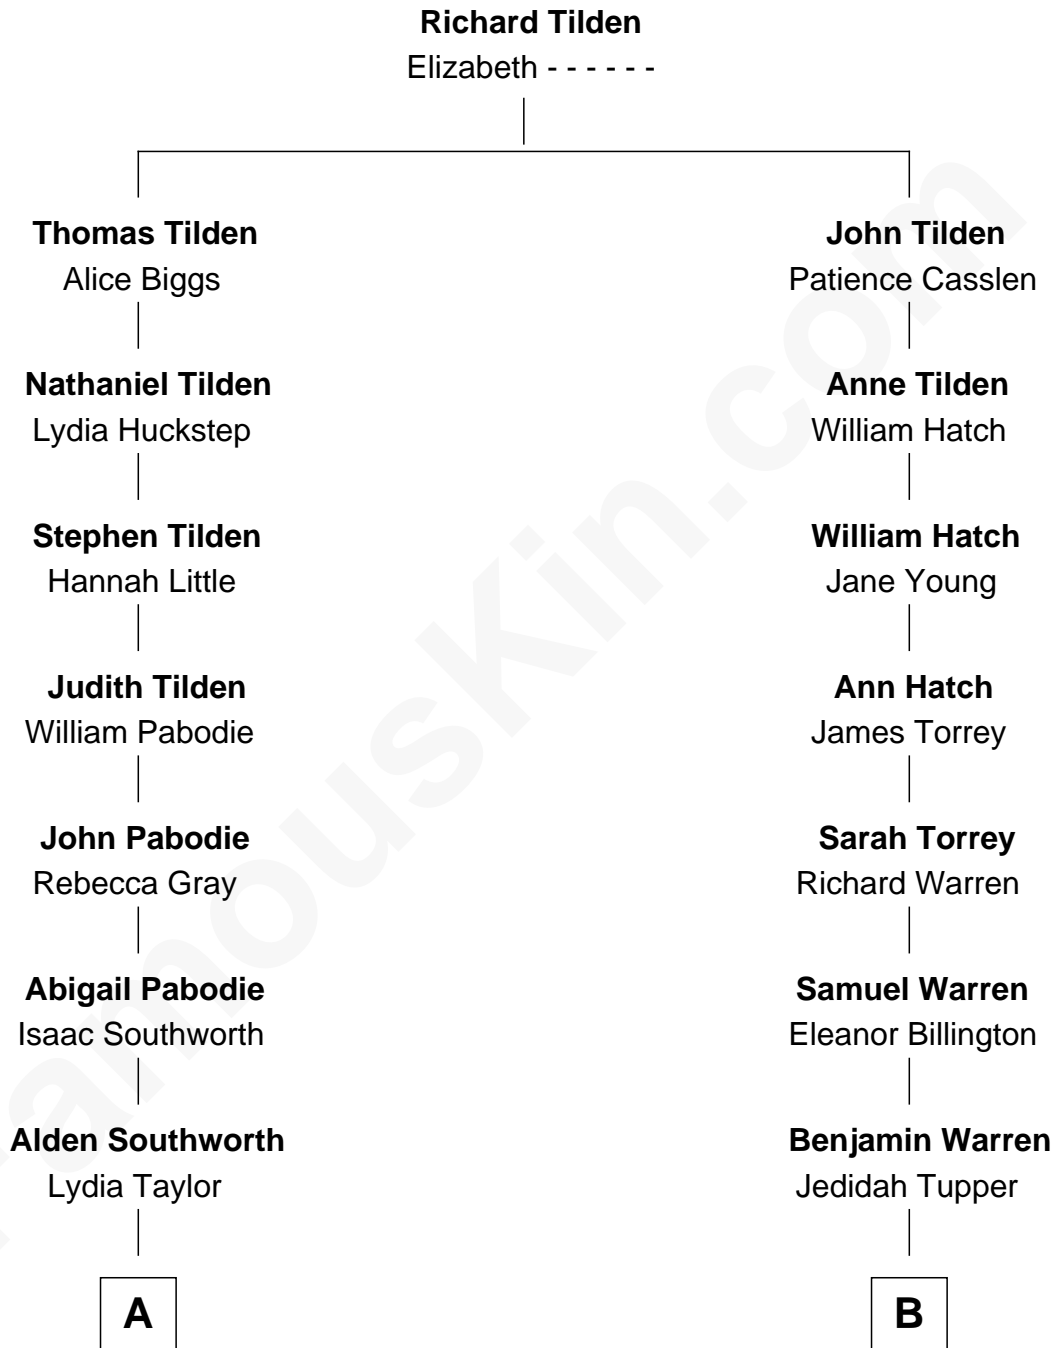 Richard Tilden
Elizabeth - - - - - -
Thomas Tilden
Alice Biggs
Nathaniel Tilden
Lydia Huckstep
Stephen Tilden
Hannah Little
Judith Tilden
William Pabodie
John Pabodie
Rebecca Gray
Abigail Pabodie
Isaac Southworth
Alden Southworth
Lydia Taylor
A
John Tilden
Patience Casslen
Anne Tilden
William Hatch
William Hatch
Jane Young
Ann Hatch
James Torrey
Sarah Torrey
Richard Warren
Samuel Warren
Eleanor Billington
Benjamin Warren
Jedidah Tupper
B
FamousKin.com